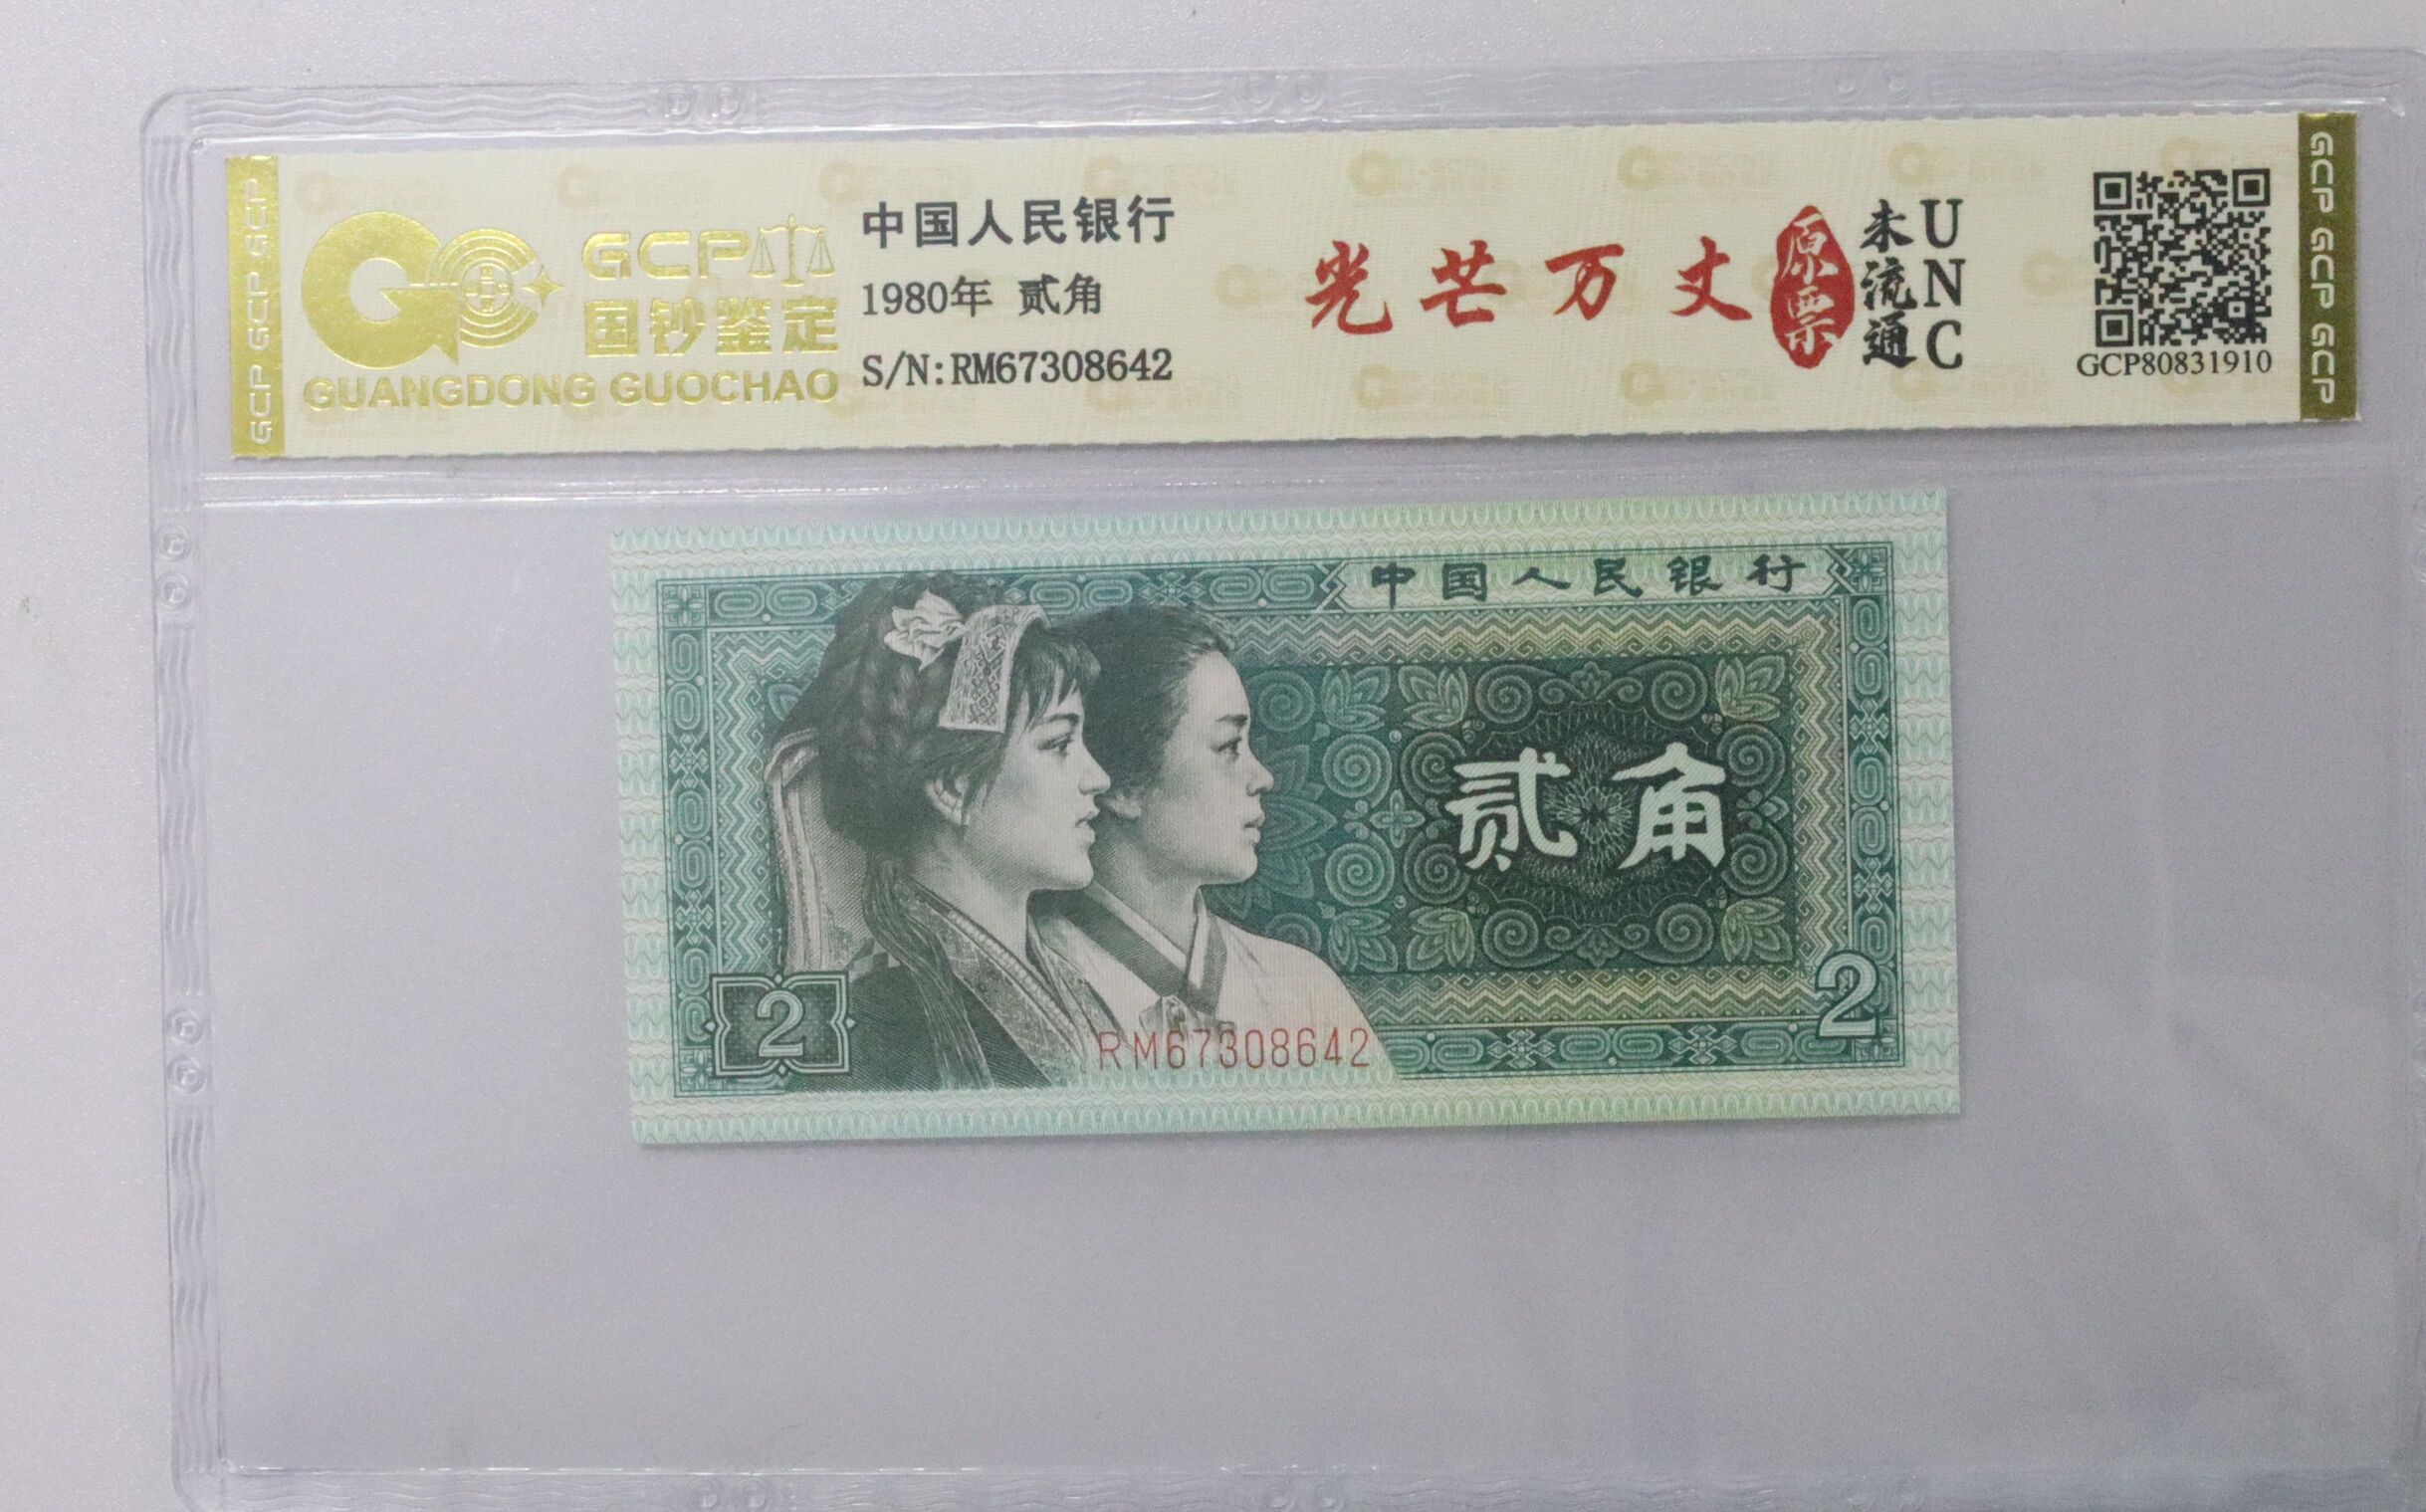 GCP GCP GCP
GCP
国钞鉴定
GUANGDONG GUOCHAO
中国人民银行
1980年 贰角
S/N:RM67308642
光芒万丈
原票
未流通
UNC
GCP80831910
GCP GCP GCP
中国人民银行
贰角
2
2
RM67308642